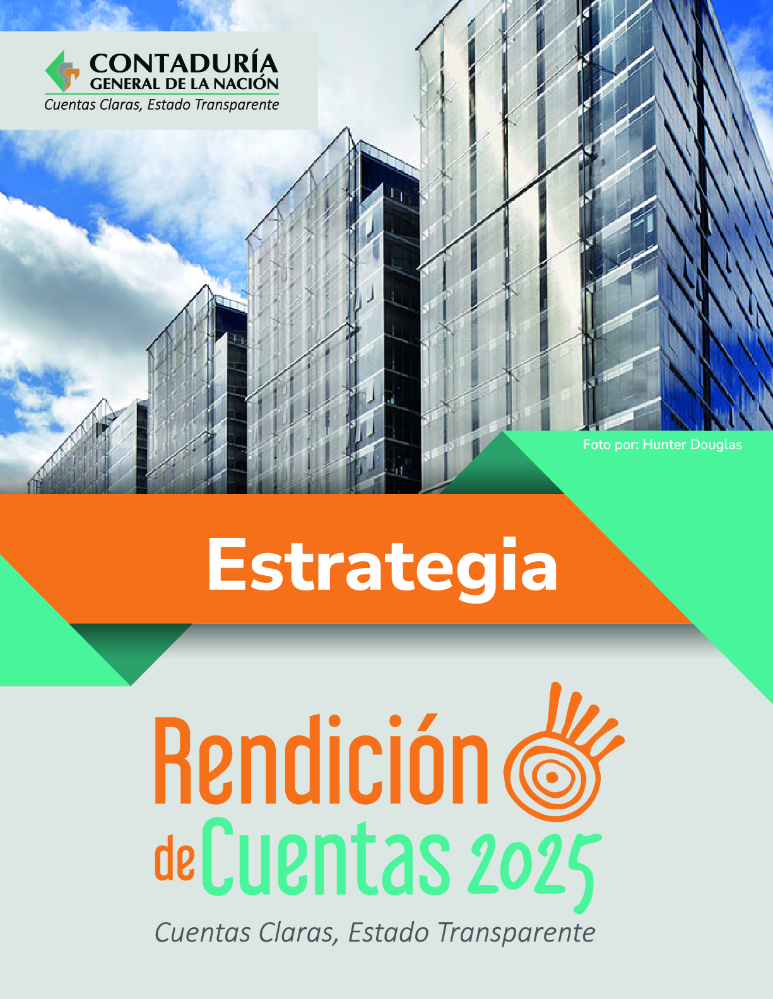 CONTADURÍA
GENERAL DE LA NACIÓN
Cuentas Claras, Estado Transparente
Foto por: Hunter Douglas
Estrategia
Rendición
de Cuentas 2025
Cuentas Claras, Estado Transparente